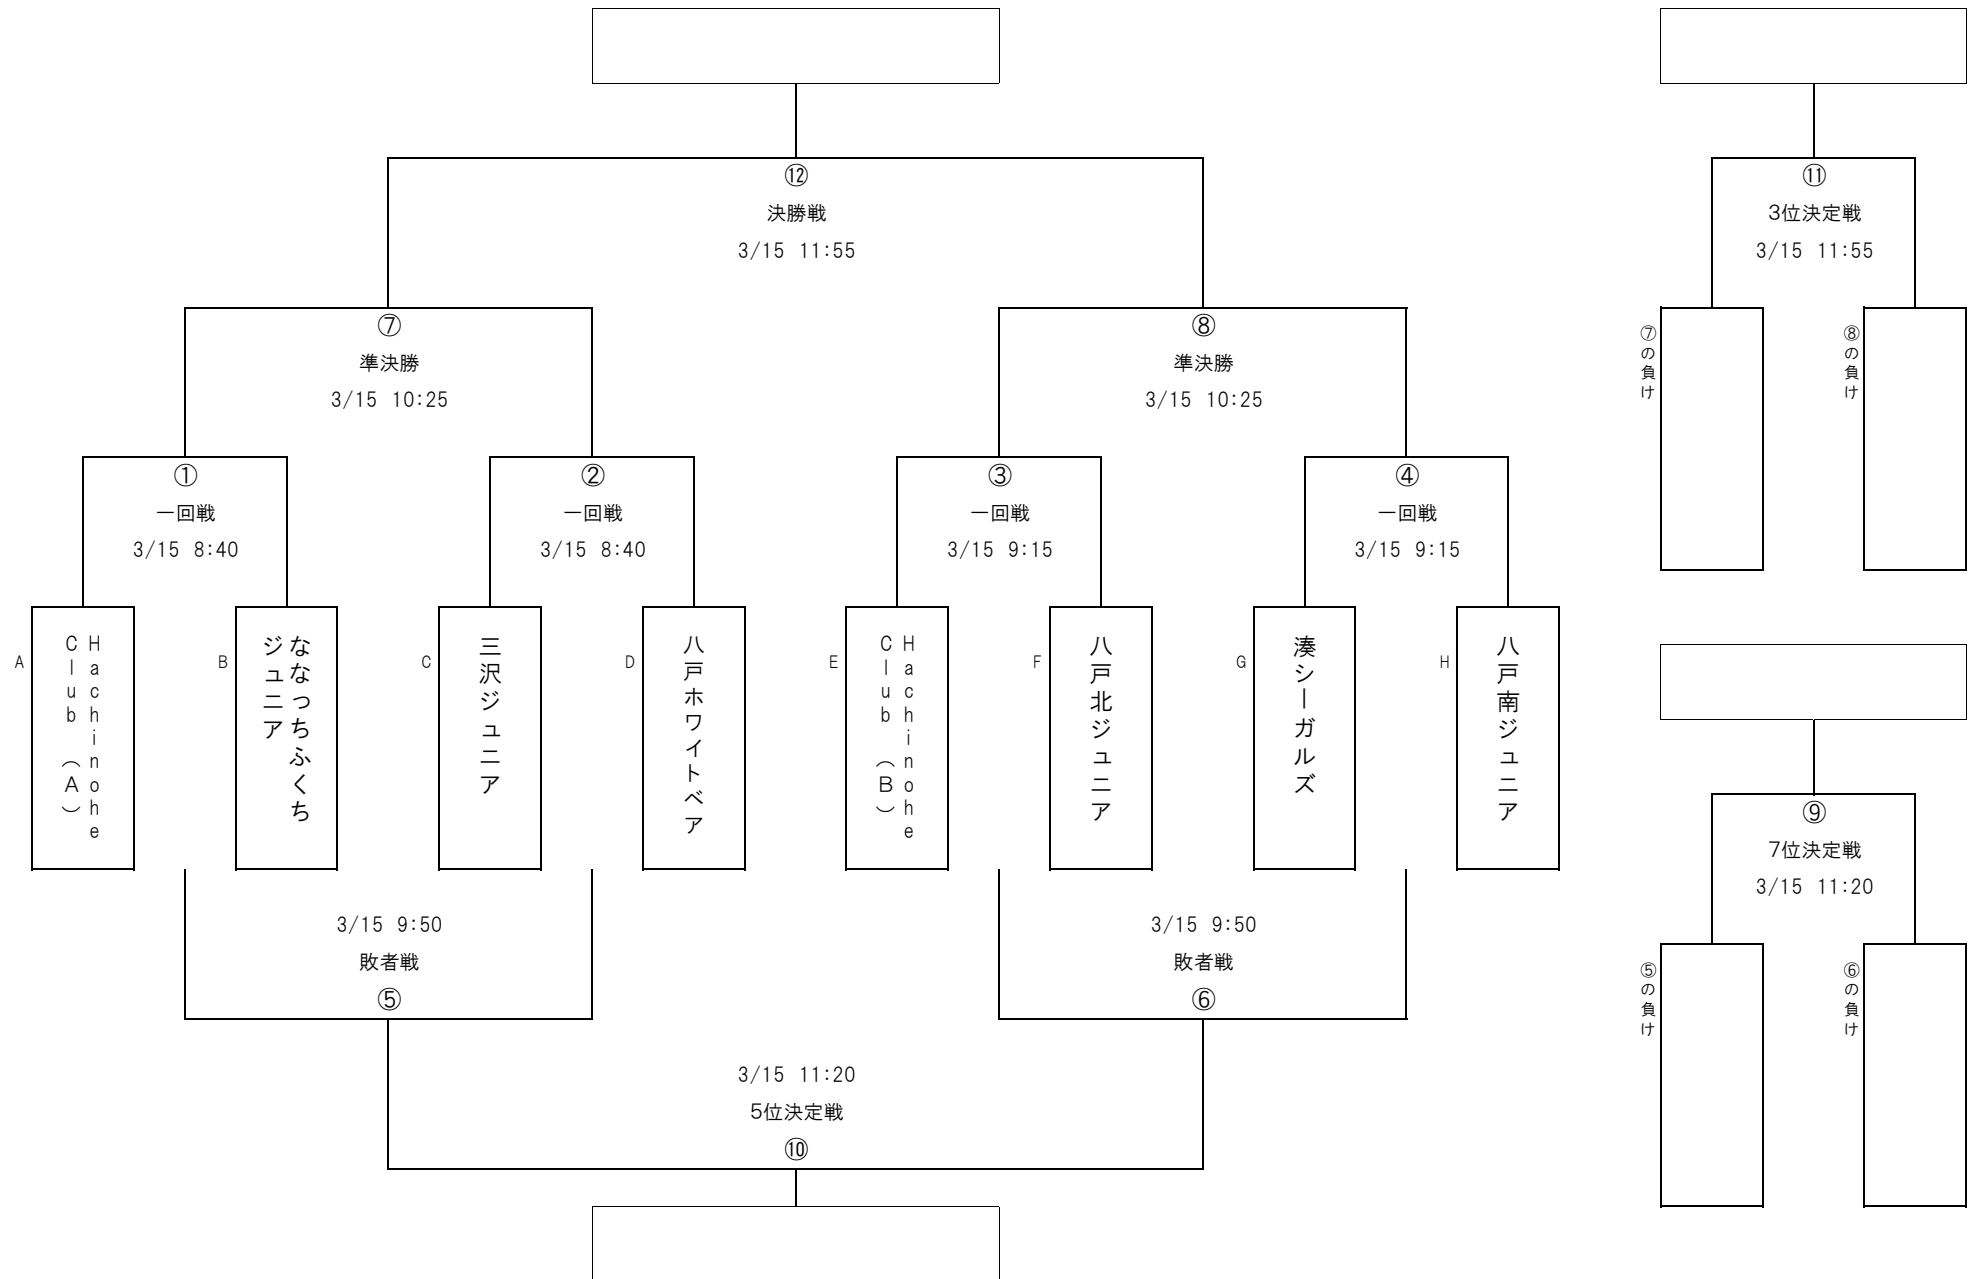 ⑫
決勝戦
3/15 11:55
⑦
準決勝
3/15 10:25
⑧
準決勝
3/15 10:25
①
一回戦
3/15 8:40
②
一回戦
3/15 8:40
③
一回戦
3/15 9:15
④
一回戦
3/15 9:15
A
Hachinohe
Club （A）
B
ななっちふくち
ジュニア
C
三沢ジュニア
D
八戸ホワイトベア
E
Hachinohe
Club （B）
F
八戸北ジュニア
G
湊シーガルズ
H
八戸南ジュニア
3/15 9:50
敗者戦
⑤
3/15 9:50
敗者戦
⑥
3/15 11:20
5位決定戦
⑩
⑪
3位決定戦
3/15 11:55
⑦の負け
⑧の負け
⑨
7位決定戦
3/15 11:20
⑤の負け
⑥の負け